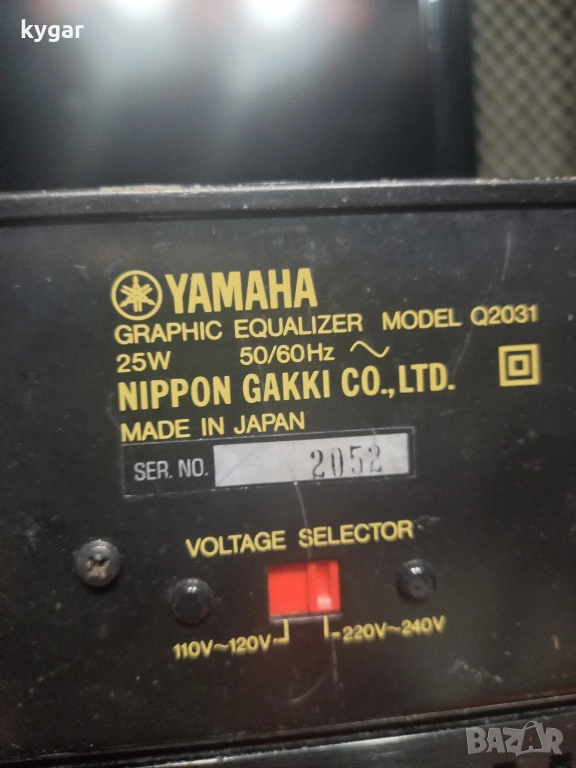 kygar
YAMAHA
GRAPHIC EQUALIZER MODEL Q2031
25W 50/60Hz
NIPPON GAKKI CO.,LTD.
MADE IN JAPAN
SER. NO. 2052
VOLTAGE SELECTOR
110V~120V 220V~240V
BAZAR